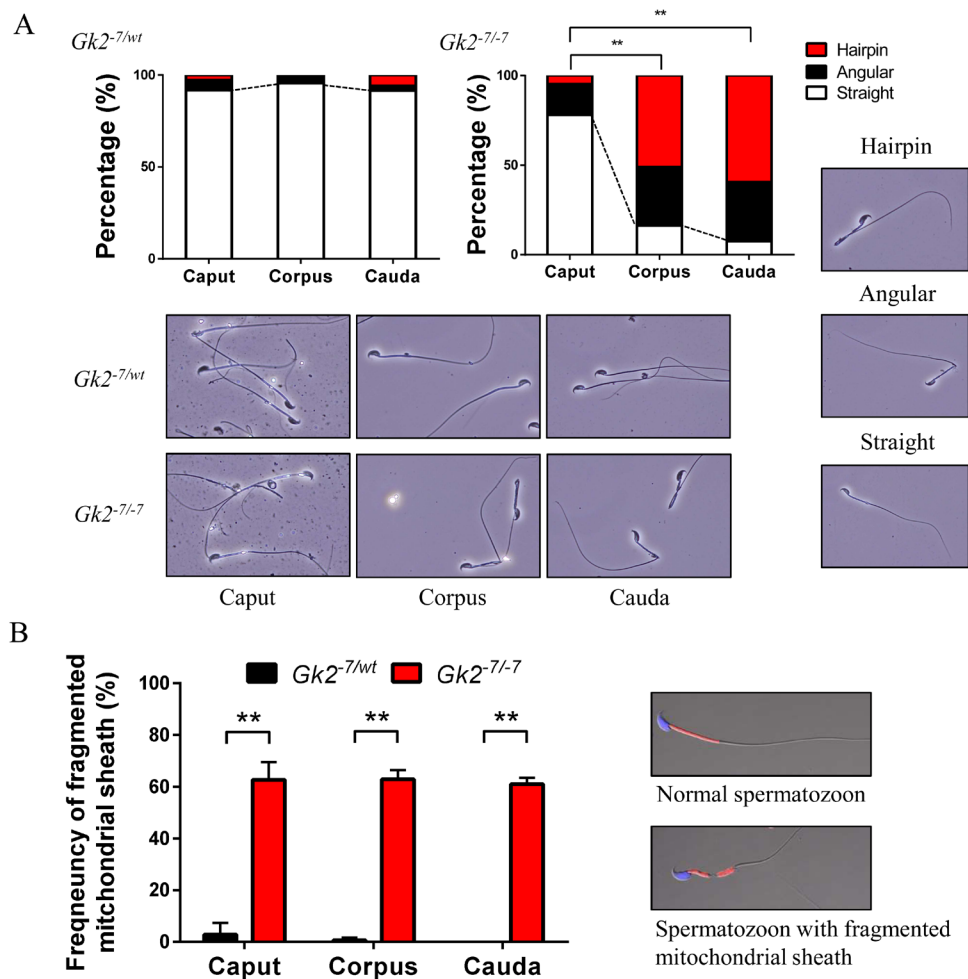 A
Gk2-7/wt
Gk2-7/-7
**
**
Hairpin
Angular
Straight
Percentage (%)
100
50
0
Caput
Corpus
Cauda
Percentage (%)
100
50
0
Caput
Corpus
Cauda
Hairpin
Angular
Straight
Gk2-7/wt
Gk2-7/-7
Caput
Corpus
Cauda
B
Freqneuncy of fragmented
mitchondrial sheath (%)
Gk2-7/wt
Gk2-7/-7
100
80
60
40
20
0
**
**
**
Caput
Corpus
Cauda
Normal spermatozoon
Spermatozoon with fragmented
mitochondrial sheath